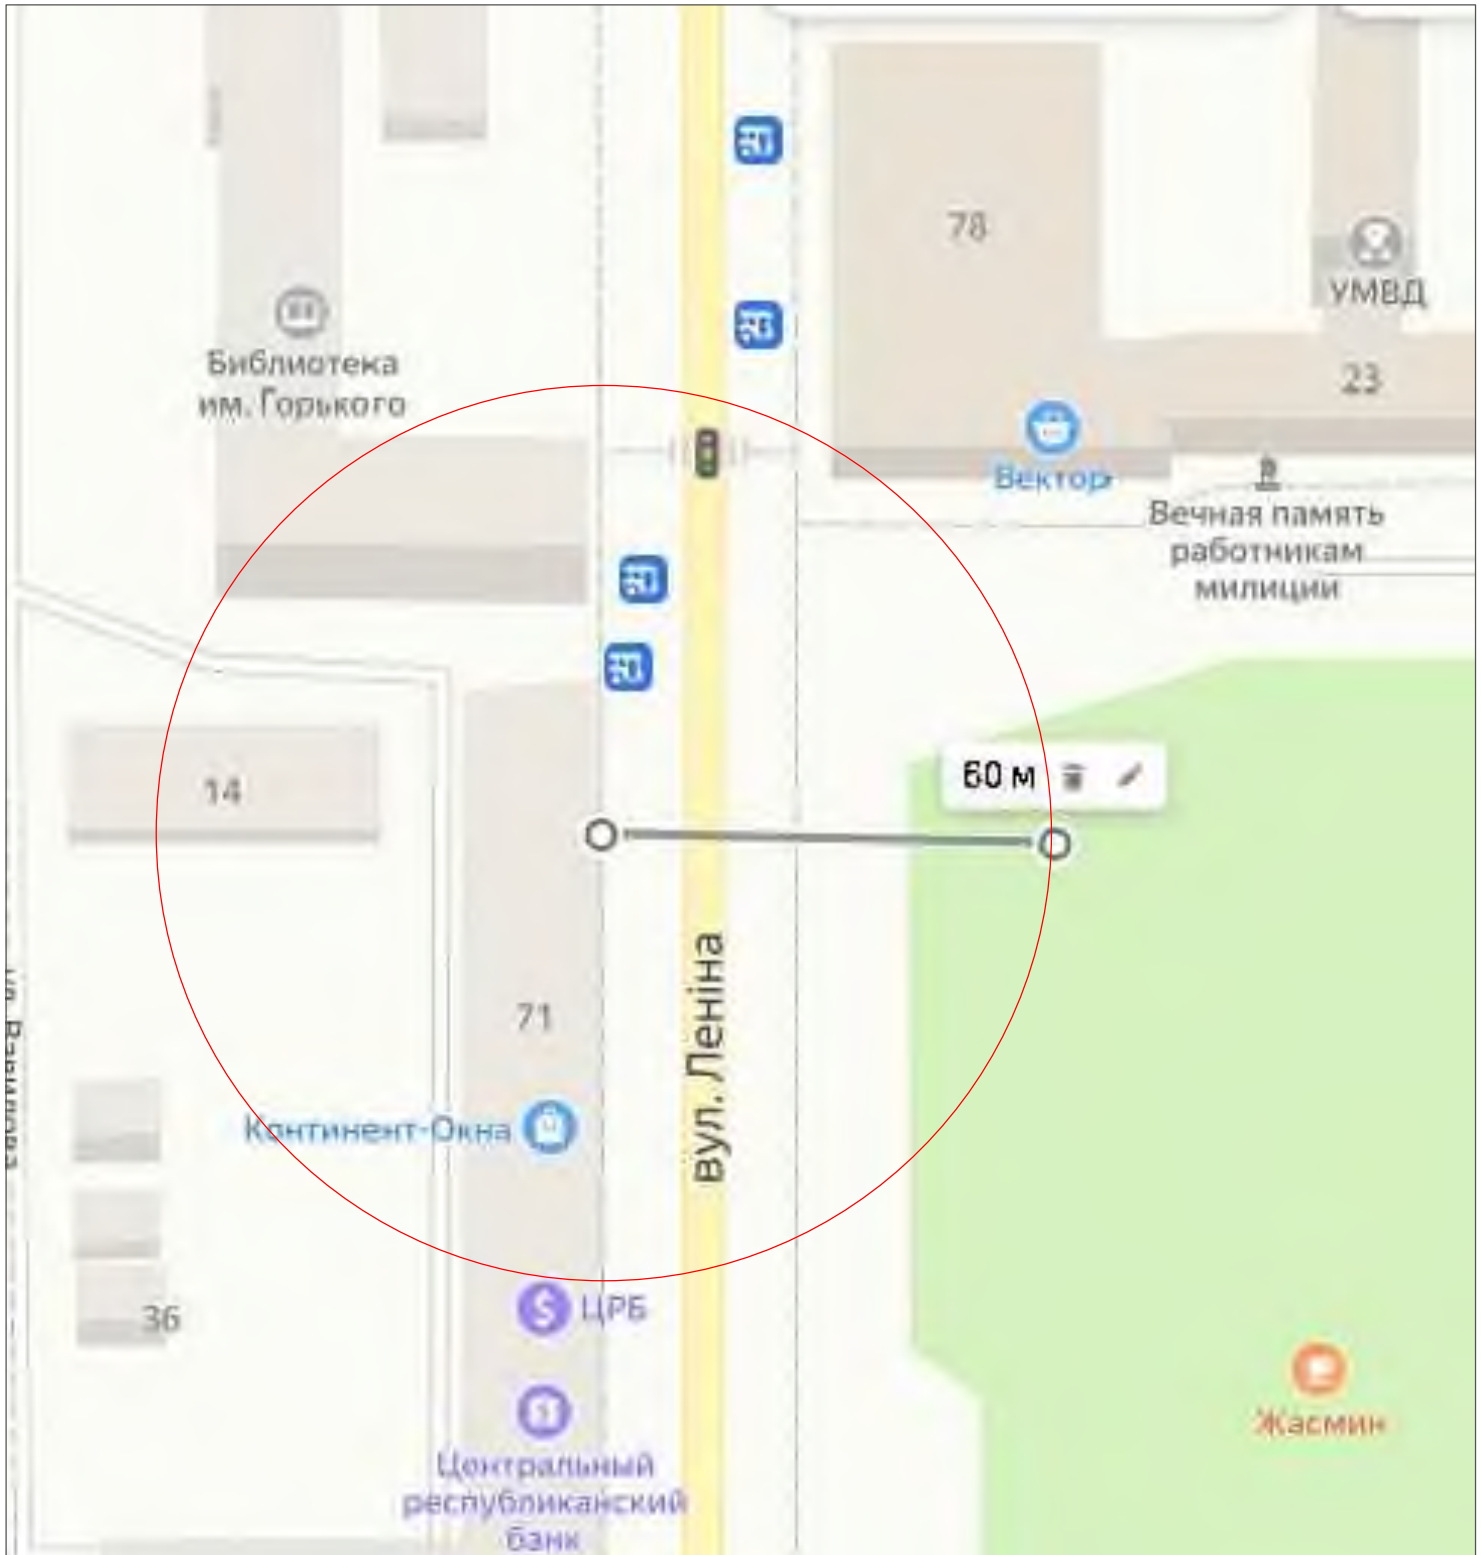 78
УМВД
Библиотека
им. Горького
23
Вектор
Вечная память
работникам
милиции
60 м
14
вул. Леніна
71
Континент-Окна
36
ЦРБ
Жасмин
Центральный
республиканский
банк